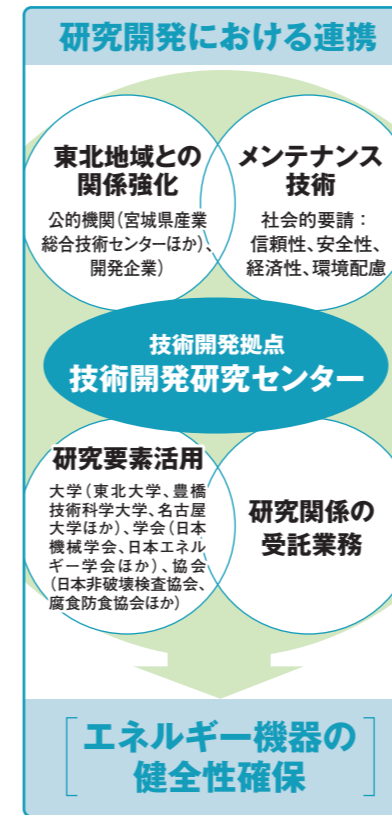 研究開発における連携
東北地域との
関係強化
公的機関(宮城県産業
総合技術センターほか)、
開発企業)
メンテナンス
技術
社会的要請：
信頼性、安全性、
経済性、環境配慮
技術開発拠点
技術開発研究センター
研究要素活用
大学(東北大学、豊橋
技術科学大学、名古屋
大学ほか)、学会(日本
機械学会、日本エネル
ギー学会ほか)、協会
(日本非破壊検査協会、
腐食防食協会ほか)
研究関係の
受託業務
[エネルギー機器の
健全性確保]